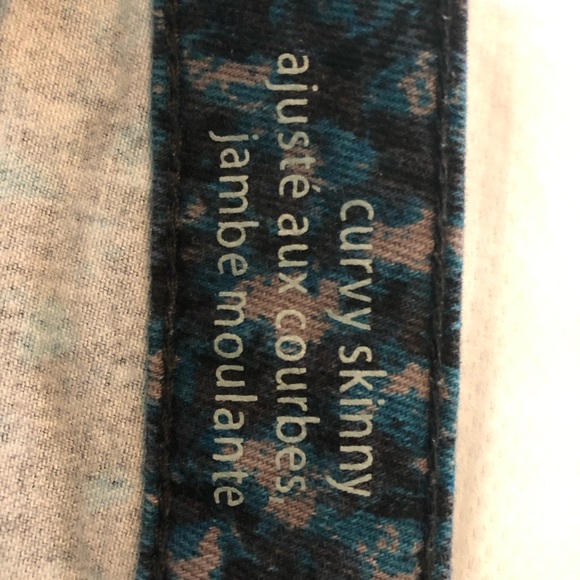 curvy skinny
ajusté aux courbes,
jambe moulante